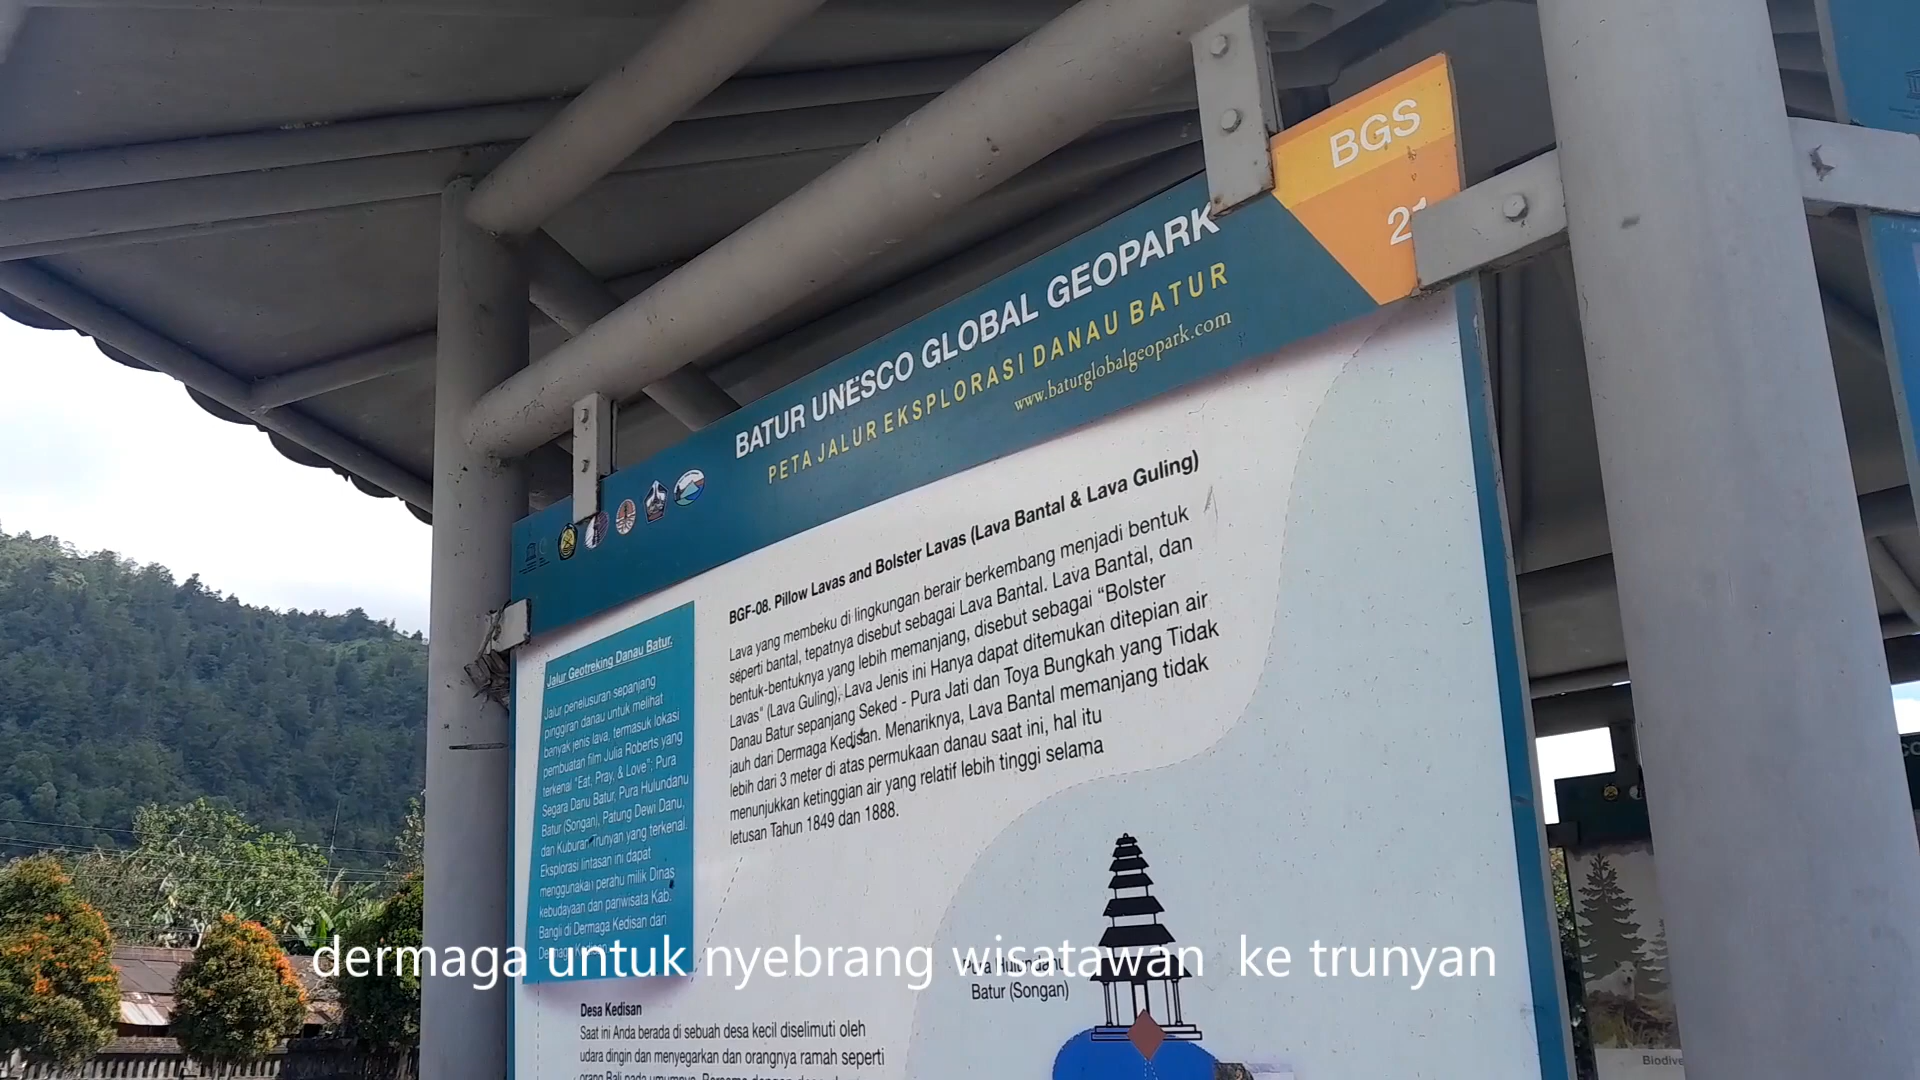 BGS
BATUR UNESCO GLOBAL GEOPARK
PETA JALUR EKSPLORASI DANAU BATUR
www.baturglobalgeopark.com
BGF-08. Pillow Lavas and Bolster Lavas (Lava Bantal & Lava Guling)
Lava yang membeku di lingkungan berair berkembang menjadi bentuk
seperti bantal, tepatnya disebut sebagai Lava Bantal. Lava Bantal, dan
bentuk-bentuknya yang lebih memanjang, disebut sebagai “Bolster
Lavas” (Lava Guling), Lava Jenis ini Hanya dapat ditemukan ditepian air
Danau Batur sepanjang Seked - Pura Jati dan Toya Bungkah yang Tidak
jauh dari Dermaga Kedisan. Menariknya, Lava Bantal memanjang tidak
lebih dari 3 meter di atas permukaan danau saat ini, hal itu
menunjukkan ketinggian air yang relatif lebih tinggi selama
letusan Tahun 1849 dan 1888.
Jalur Geotreking Danau Batur.
Jalur penelusuran sepanjang
pinggiran danau untuk melihat
banyak jenis lava, termasuk lokasi
pembuatan film Julia Roberts yang
terkenal “Eat, Pray, & Love”; Pura
Segara Danu Batur, Pura Hulundanu
Batur (Songan), Patung Dewi Danu,
dan Kuburan Trunyan yang terkenal.
Eksplorasi lintasan ini dapat
menggunakan perahu milik Dinas
kebudayaan dan pariwisata Kab.
Bangli di Dermaga Kedisan dari
dermaga untuk nyebrang wisatawan ke trunyan
Pura Hulundanu
Batur (Songan)
Desa Kedisan
Saat ini Anda berada di sebuah desa kecil diselimuti oleh
udara dingin dan menyegarkan dan orangnya ramah seperti